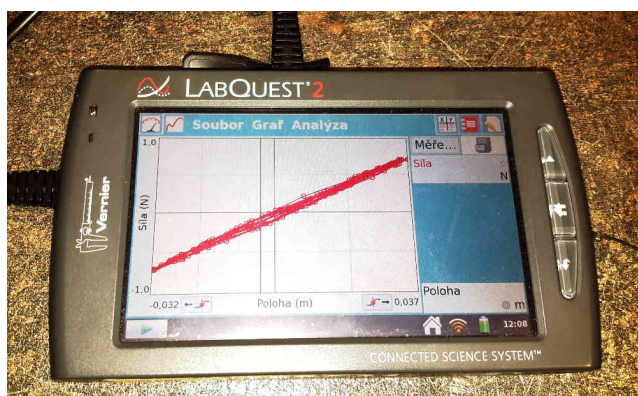 LABQUEST®2
Soubor Graf Analýza
Měře...
1,0
Síla
N
Síla (N)
-1,0
-0,032
Poloha (m)
0,037
Poloha
m
12:08
Vernier
CONNECTED SCIENCE SYSTEM™